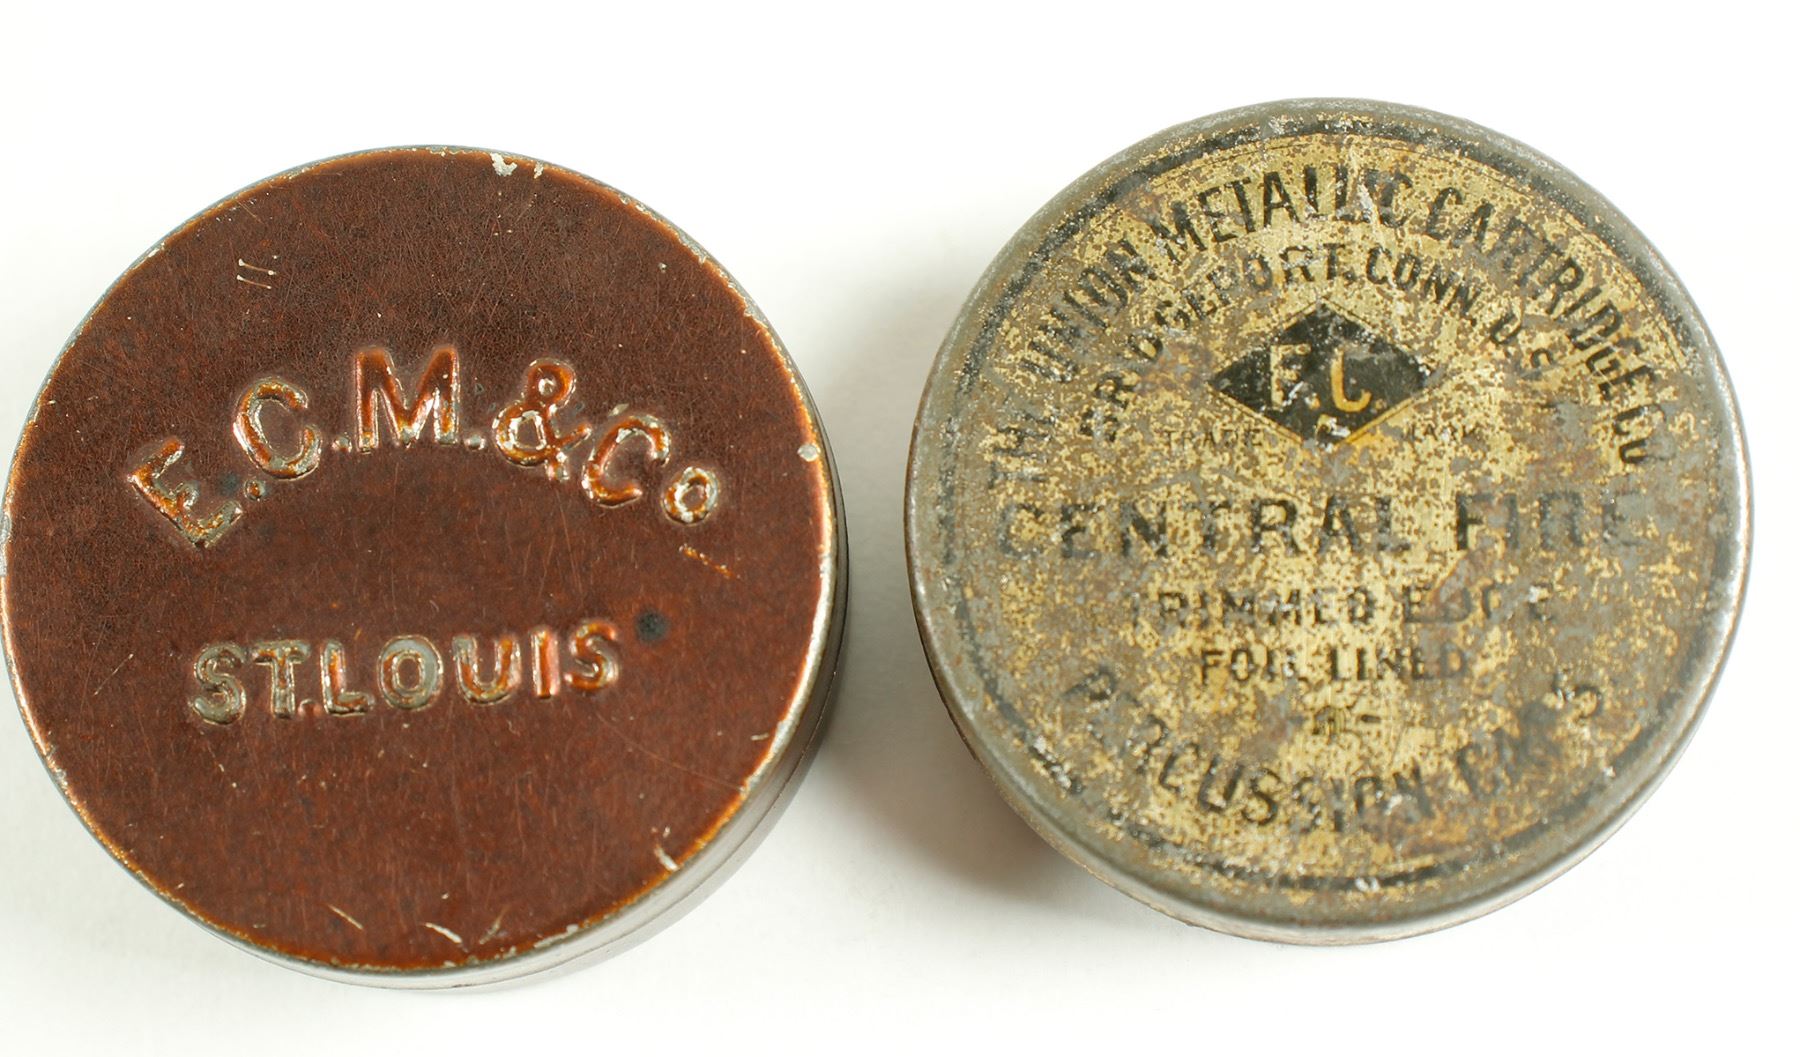 E.C.M.&Co
ST.LOUIS
THE UNION METALLIC CARTRIDGE CO
BRIDGEPORT. CONN. U.S.
F.C.
TRADE MARK
CENTRAL FIRE
TRIMMED EDGE
FOIL LINED
PERCUSSION CAPS